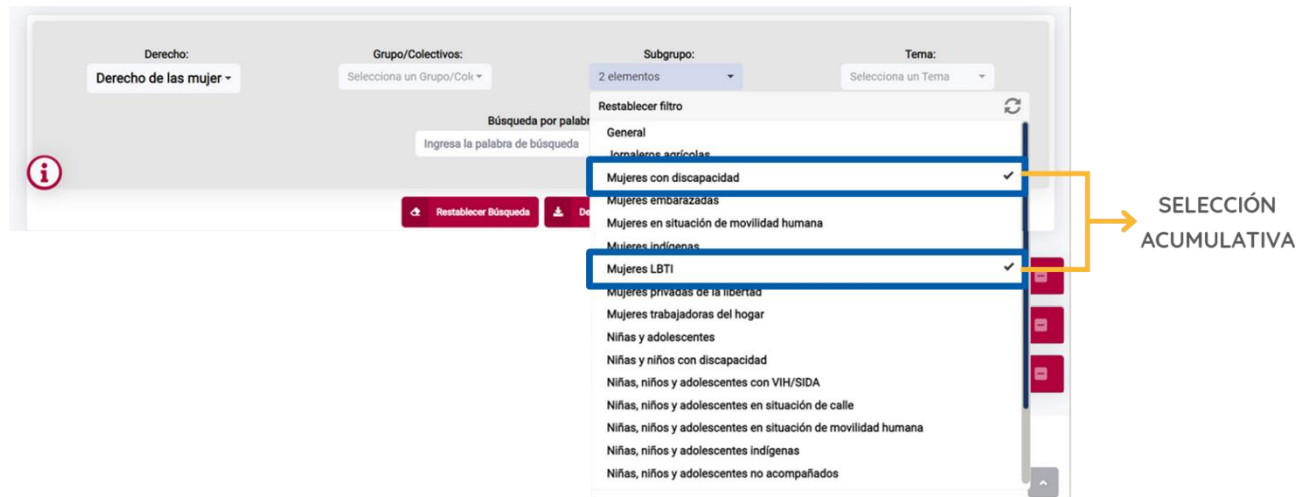 Derecho:
Grupo/Colectivos:
Subgrupo:
Tema:
Derecho de las mujer
Selecciona un Grupo/Cole
2 elementos
Selecciona un Tema
Búsqueda por palabr
Ingresa la palabra de búsqueda
Restablecer Búsqueda
De
Restablecer filtro
General
Jornaleros agrícolas
Mujeres con discapacidad
Mujeres embarazadas
Mujeres en situación de movilidad humana
Mujeres indígenas
Mujeres LBTI
Mujeres privadas de la libertad
Mujeres trabajadoras del hogar
Niñas y adolescentes
Niñas y niños con discapacidad
Niñas, niños y adolescentes con VIH/SIDA
Niñas, niños y adolescentes en situación de calle
Niñas, niños y adolescentes en situación de movilidad humana
Niñas, niños y adolescentes indígenas
Niñas, niños y adolescentes no acompañados
SELECCIÓN
ACUMULATIVA